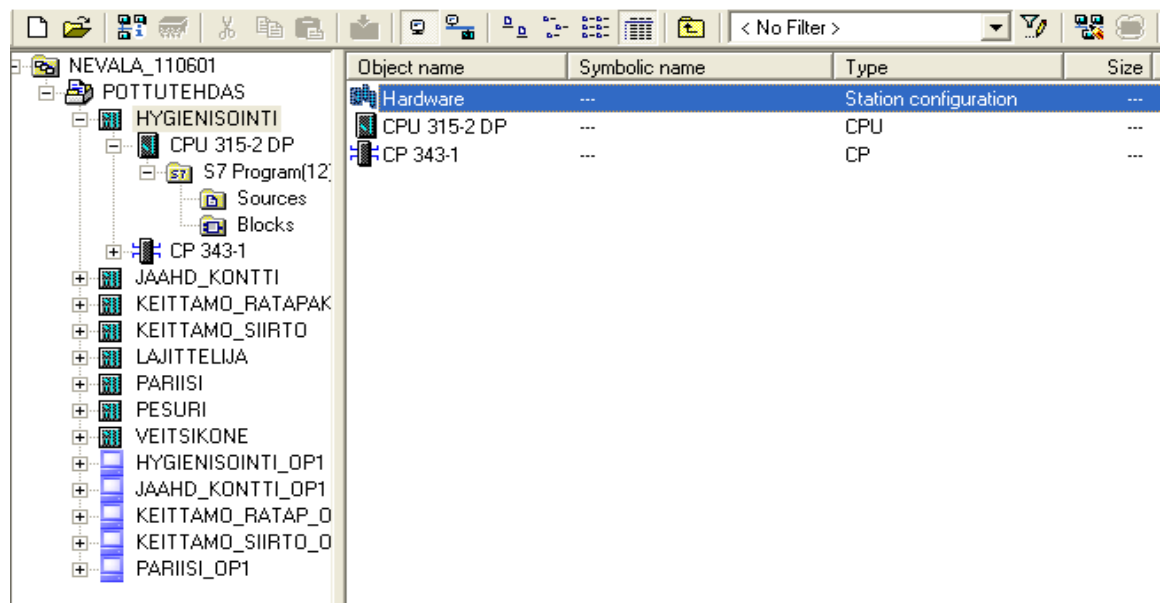 < No Filter >
NEVALA_110601
POTTUTEHDAS
HYGIENISOINTI
CPU 315-2 DP
S7 Program(12)
Sources
Blocks
CP 343-1
JAAHD_KONTTI
KEITTAMO_RATAPAK
KEITTAMO_SIIRTO
LAJITTELIJA
PARIISI
PESURI
VEITSIKONE
HYGIENISOINTI_OP1
JAAHD_KONTTI_OP1
KEITTAMO_RATAP_O
KEITTAMO_SIIRTO_O
PARIISI_OP1
Object name Symbolic name Type Size
Hardware --- Station configuration ---
CPU 315-2 DP --- CPU ---
CP 343-1 --- CP ---